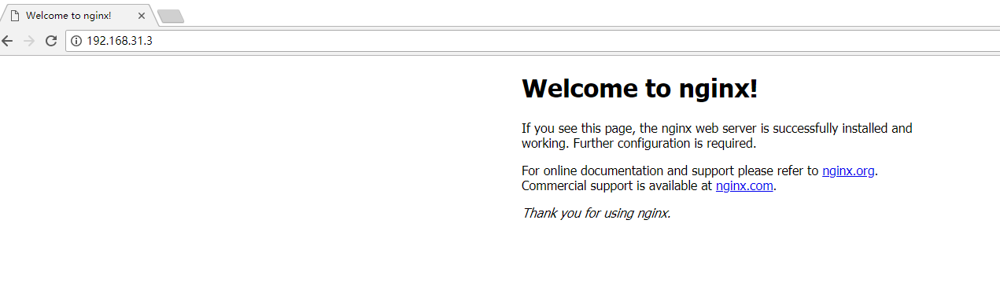 Welcome to nginx!
192.168.31.3
Welcome to nginx!
If you see this page, the nginx web server is successfully installed and
working. Further configuration is required.
For online documentation and support please refer to nginx.org.
Commercial support is available at nginx.com.
Thank you for using nginx.